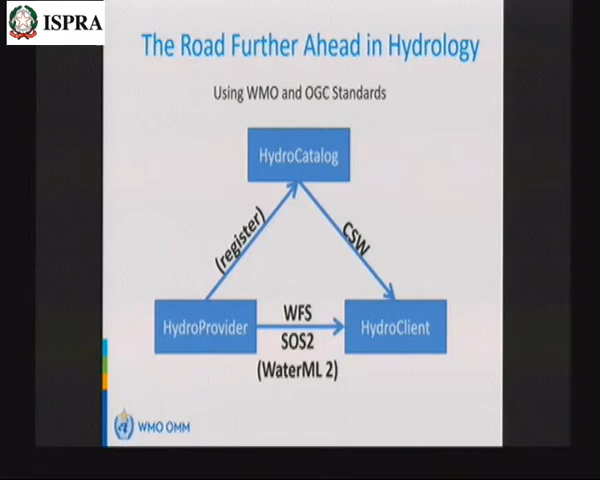 ISPRA
The Road Further Ahead in Hydrology
Using WMO and OGC Standards
HydroCatalog
(register)
CSW
HydroProvider
WFS
SOS2
(WaterML 2)
HydroClient
WMO OMM